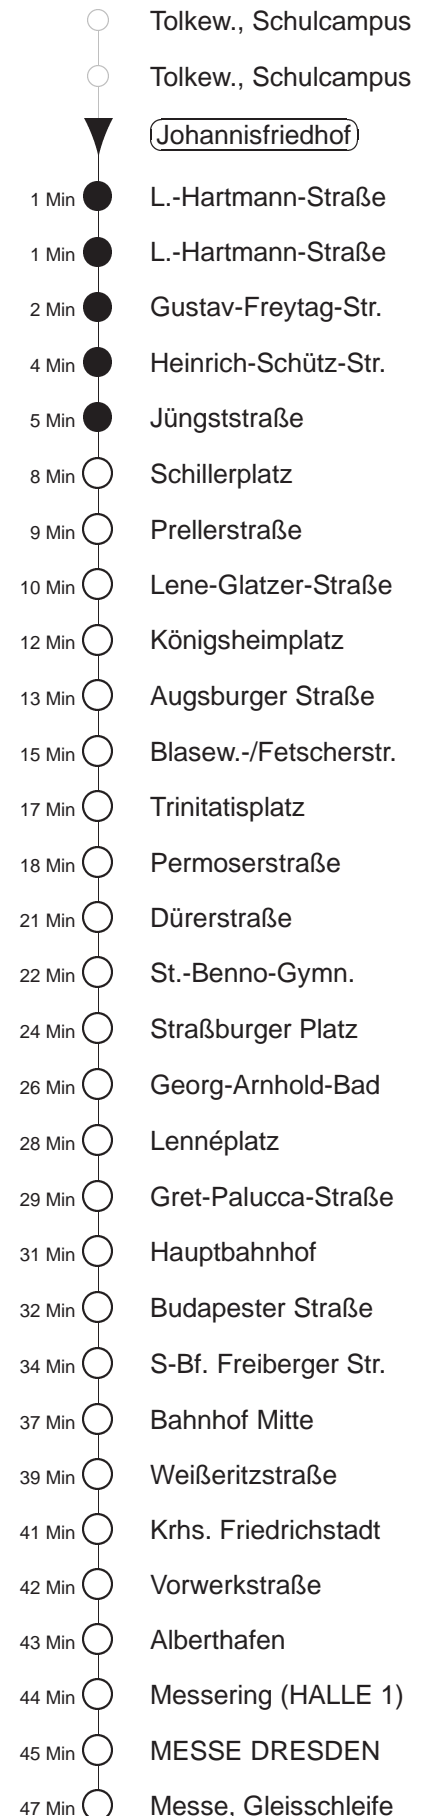 Tolkew., Schulcampus
Tolkew., Schulcampus
Johannisfriedhof
1 Min L.-Hartmann-Straße
1 Min L.-Hartmann-Straße
2 Min Gustav-Freytag-Str.
4 Min Heinrich-Schütz-Str.
5 Min Jüngststraße
8 Min Schillerplatz
9 Min Prellerstraße
10 Min Lene-Glatzer-Straße
12 Min Königsheimplatz
13 Min Augsburger Straße
15 Min Blasew.-/Fetscherstr.
17 Min Trinitatisplatz
18 Min Permoserstraße
21 Min Dürerstraße
22 Min St.-Benno-Gymn.
24 Min Straßburger Platz
26 Min Georg-Arnhold-Bad
28 Min Lennéplatz
29 Min Gret-Palucca-Straße
31 Min Hauptbahnhof
32 Min Budapester Straße
34 Min S-Bf. Freiberger Str.
37 Min Bahnhof Mitte
39 Min Weißeritzstraße
41 Min Krhs. Friedrichstadt
42 Min Vorwerkstraße
43 Min Alberthafen
44 Min Messering (HALLE 1)
45 Min MESSE DRESDEN
47 Min Messe, Gleisschleife